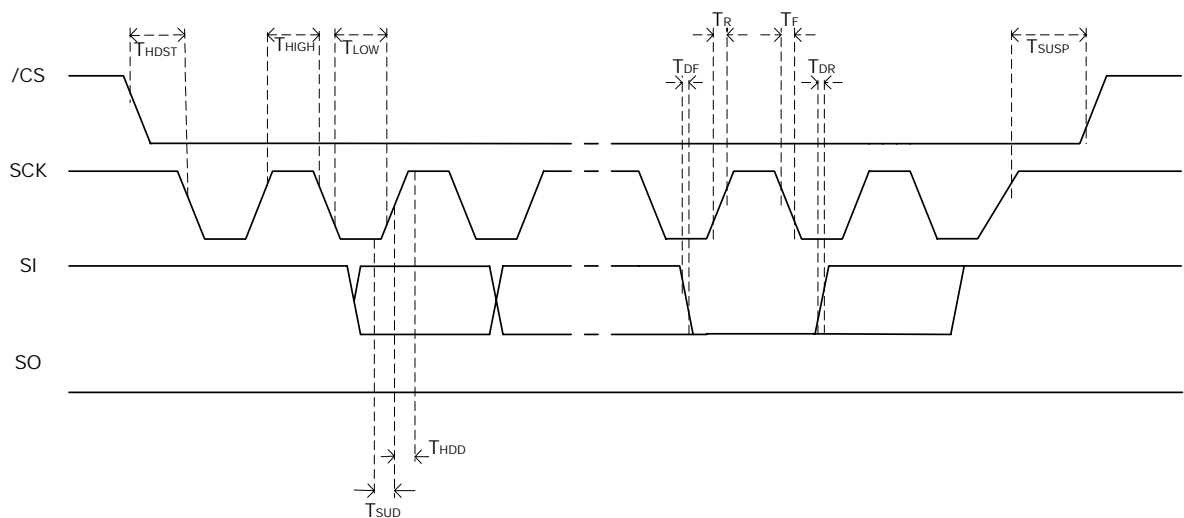 THDST
THIGH
TLOW
TR
TF
TSUSP
TDF
TDR
/CS
SCK
SI
SO
THDD
TSUD